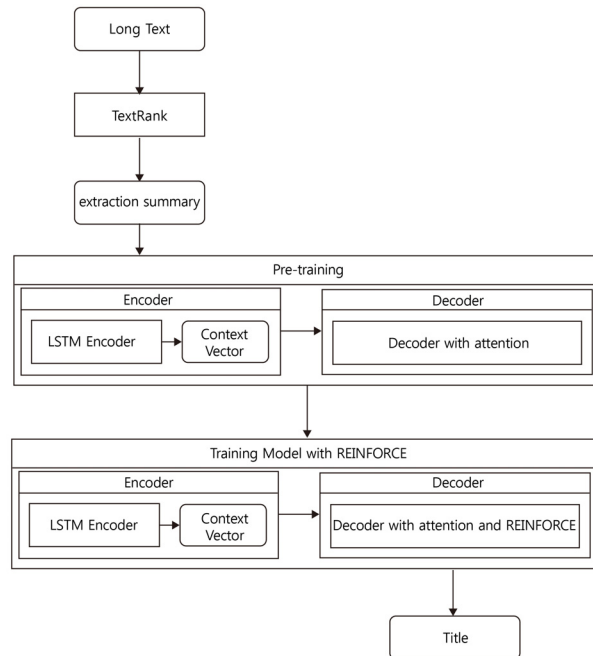 Long Text
TextRank
extraction summary
Pre-training
Encoder
Decoder
LSTM Encoder
Context
Vector
Decoder with attention
Training Model with REINFORCE
Encoder
Decoder
LSTM Encoder
Context
Vector
Decoder with attention and REINFORCE
Title